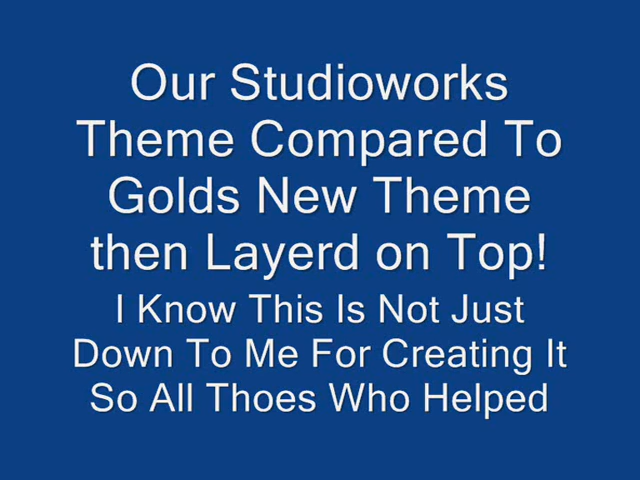 Our Studioworks
Theme Compared To
Golds New Theme
then Layerd on Top!
I Know This Is Not Just
Down To Me For Creating It
So All Thoes Who Helped